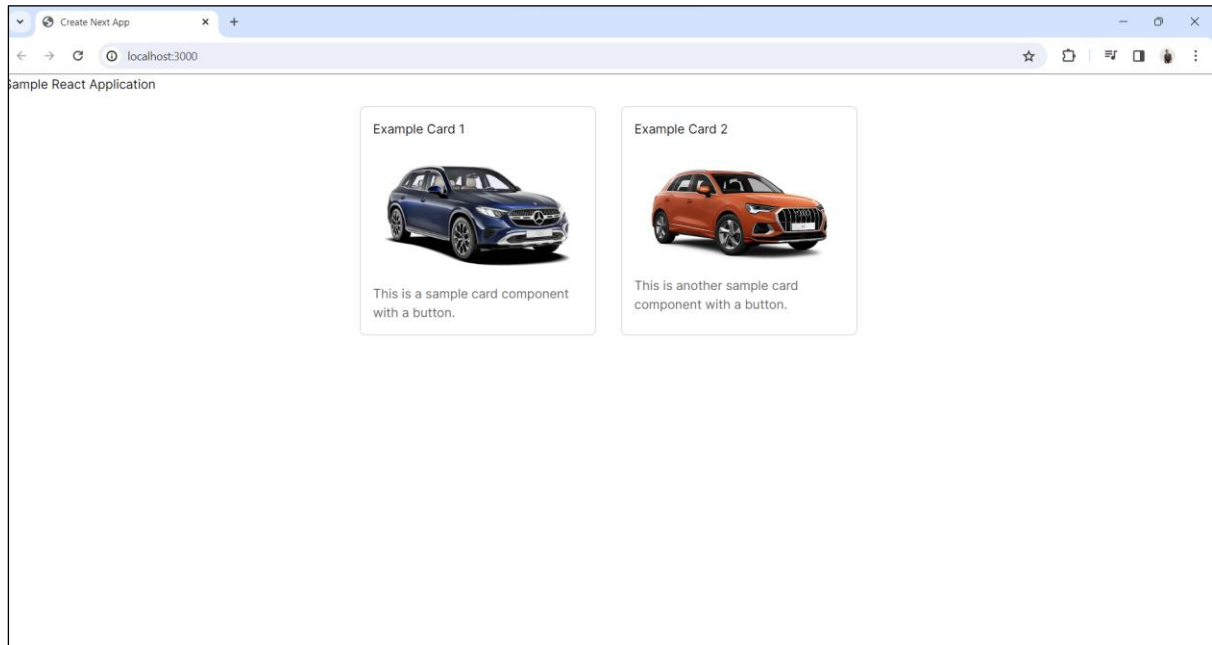 Create Next App
localhost:3000
Sample React Application
Example Card 1
Example Card 2
This is a sample card component
with a button.
This is another sample card
component with a button.